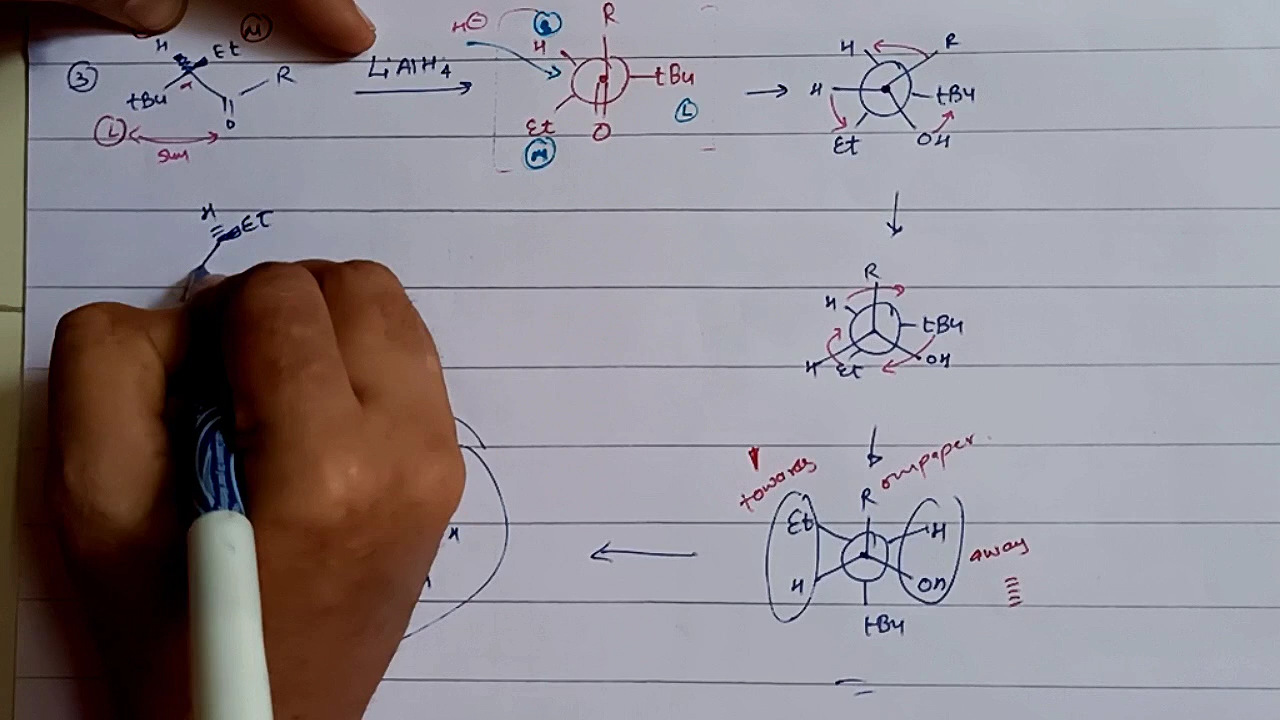 3 H Et M
tBu α R
O
L
syn
LiAlH4
H⊖
R
H
tBu
L
Et O
M
H R
H tBu
Et OH
R
H
tBu
H Et OH
towards
on paper
R
Et H
H OH
away
tBu
H
Et
H